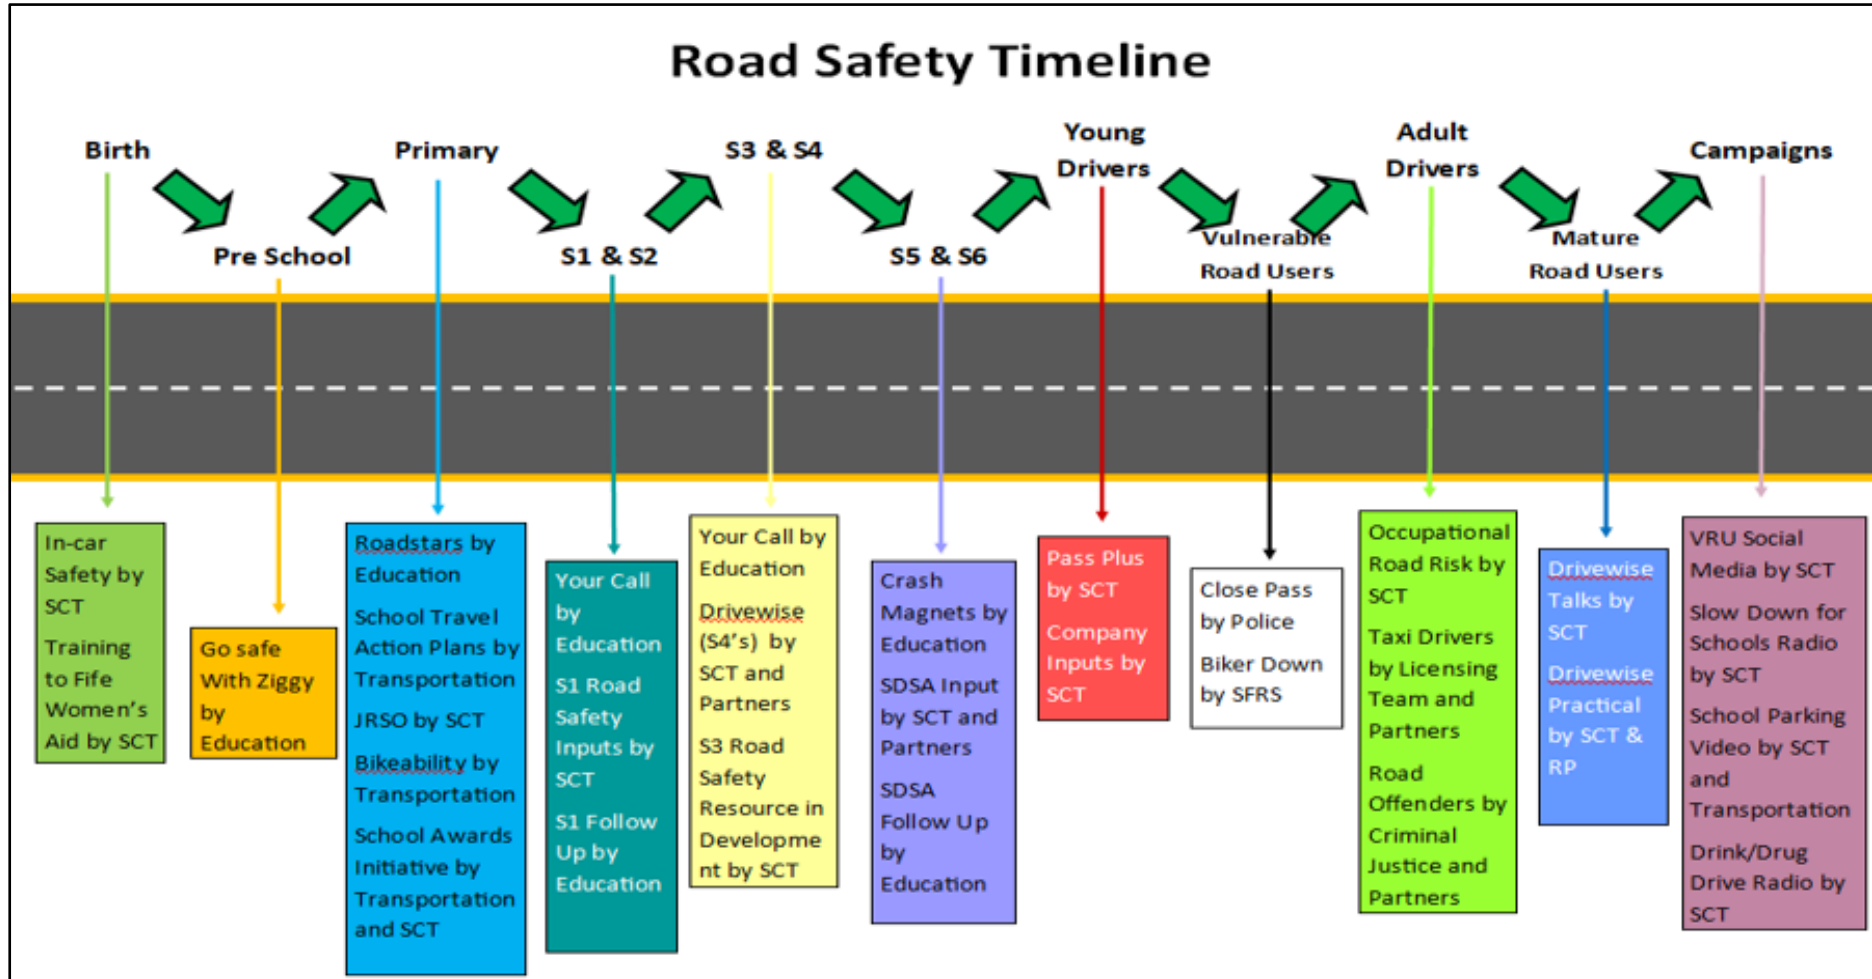 Road Safety Timeline
Birth
Pre School
Primary
S1 & S2
S3 & S4
S5 & S6
Young
Drivers
Vulnerable
Road Users
Adult
Drivers
Mature
Road Users
Campaigns
In-car
Safety by
SCT
Training
to Fife
Women's
Aid by SCT
Go safe
With Ziggy
by
Education
Roadstars by
Education
School Travel
Action Plans by
Transportation
JRSO by SCT
Bikeability by
Transportation
School Awards
Initiative by
Transportation
and SCT
Your Call
by
Education
S1 Road
Safety
Inputs by
SCT
S1 Follow
Up by
Education
Your Call by
Education
Drivewise
(S4's) by
SCT and
Partners
S3 Road
Safety
Resource in
Developme
nt by SCT
Crash
Magnets by
Education
SDSA Input
by SCT and
Partners
SDSA
Follow Up
by
Education
Pass Plus
by SCT
Company
Inputs by
SCT
Close Pass
by Police
Biker Down
by SFRS
Occupational
Road Risk by
SCT
Taxi Drivers
by Licensing
Team and
Partners
Road
Offenders by
Criminal
Justice and
Partners
Drivewise
Talks by
SCT
Drivewise
Practical
by SCT &
RP
VRU Social
Media by SCT
Slow Down for
Schools Radio
by SCT
School Parking
Video by SCT
and
Transportation
Drink/Drug
Drive Radio by
SCT